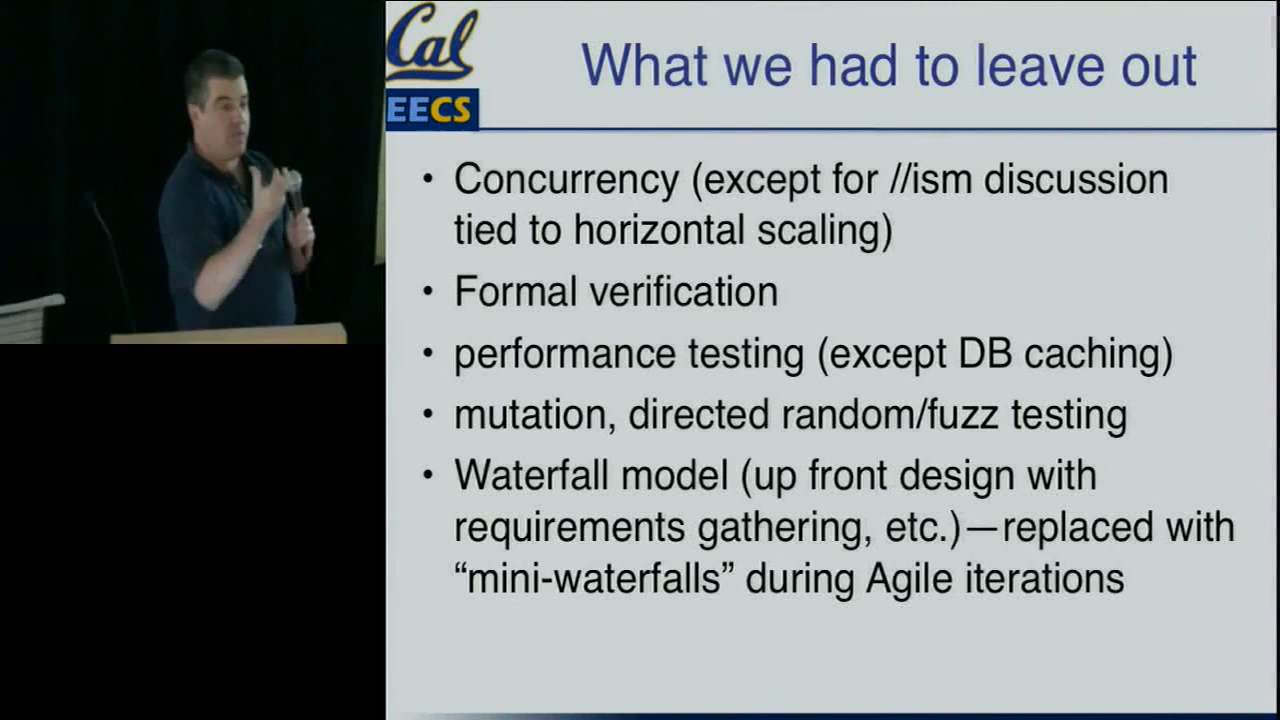 Cal
EECS
What we had to leave out
• Concurrency (except for //ism discussion
tied to horizontal scaling)
• Formal verification
• performance testing (except DB caching)
• mutation, directed random/fuzz testing
• Waterfall model (up front design with
requirements gathering, etc.)—replaced with
“mini-waterfalls” during Agile iterations